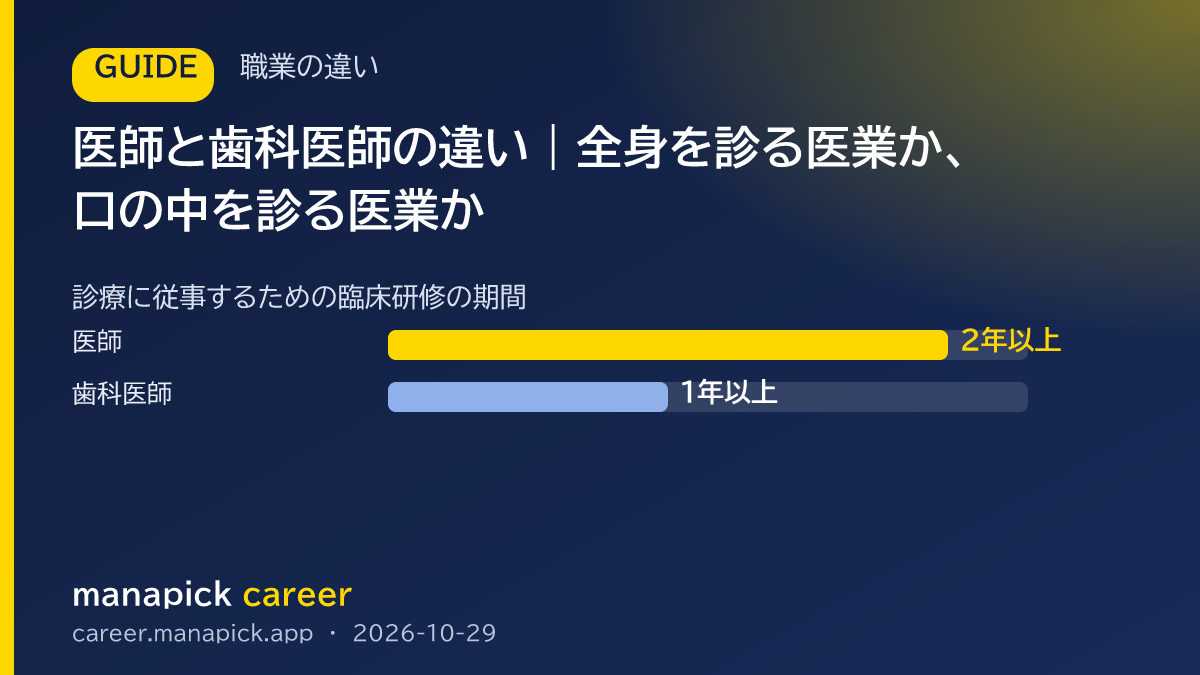 GUIDE 職業の違い
医師と歯科医師の違い｜全身を診る医業か、
口の中を診る医業か
診療に従事するための臨床研修の期間
医師 2年以上
歯科医師 1年以上
manapick career
career.manapick.app ・ 2026-10-29